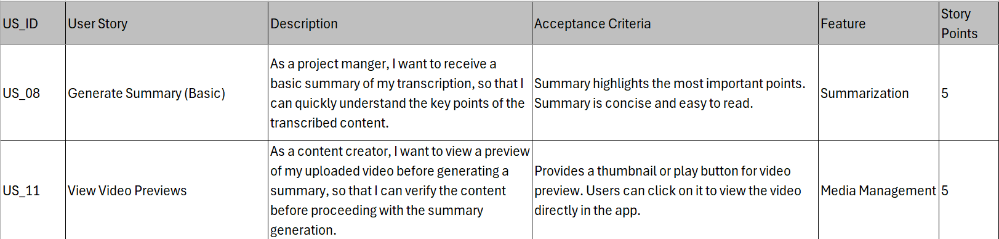 US_ID
User Story
Description
Acceptance Criteria
Feature
Story
Points
US_08
Generate Summary (Basic)
As a project manger, I want to receive a
basic summary of my transcription, so that I
can quickly understand the key points of the
transcribed content.
Summary highlights the most important points.
Summary is concise and easy to read.
Summarization
5
US_11
View Video Previews
As a content creator, I want to view a preview
of my uploaded video before generating a
summary, so that I can verify the content
before proceeding with the summary
generation.
Provides a thumbnail or play button for video
preview. Users can click on it to view the video
directly in the app.
Media Management
5